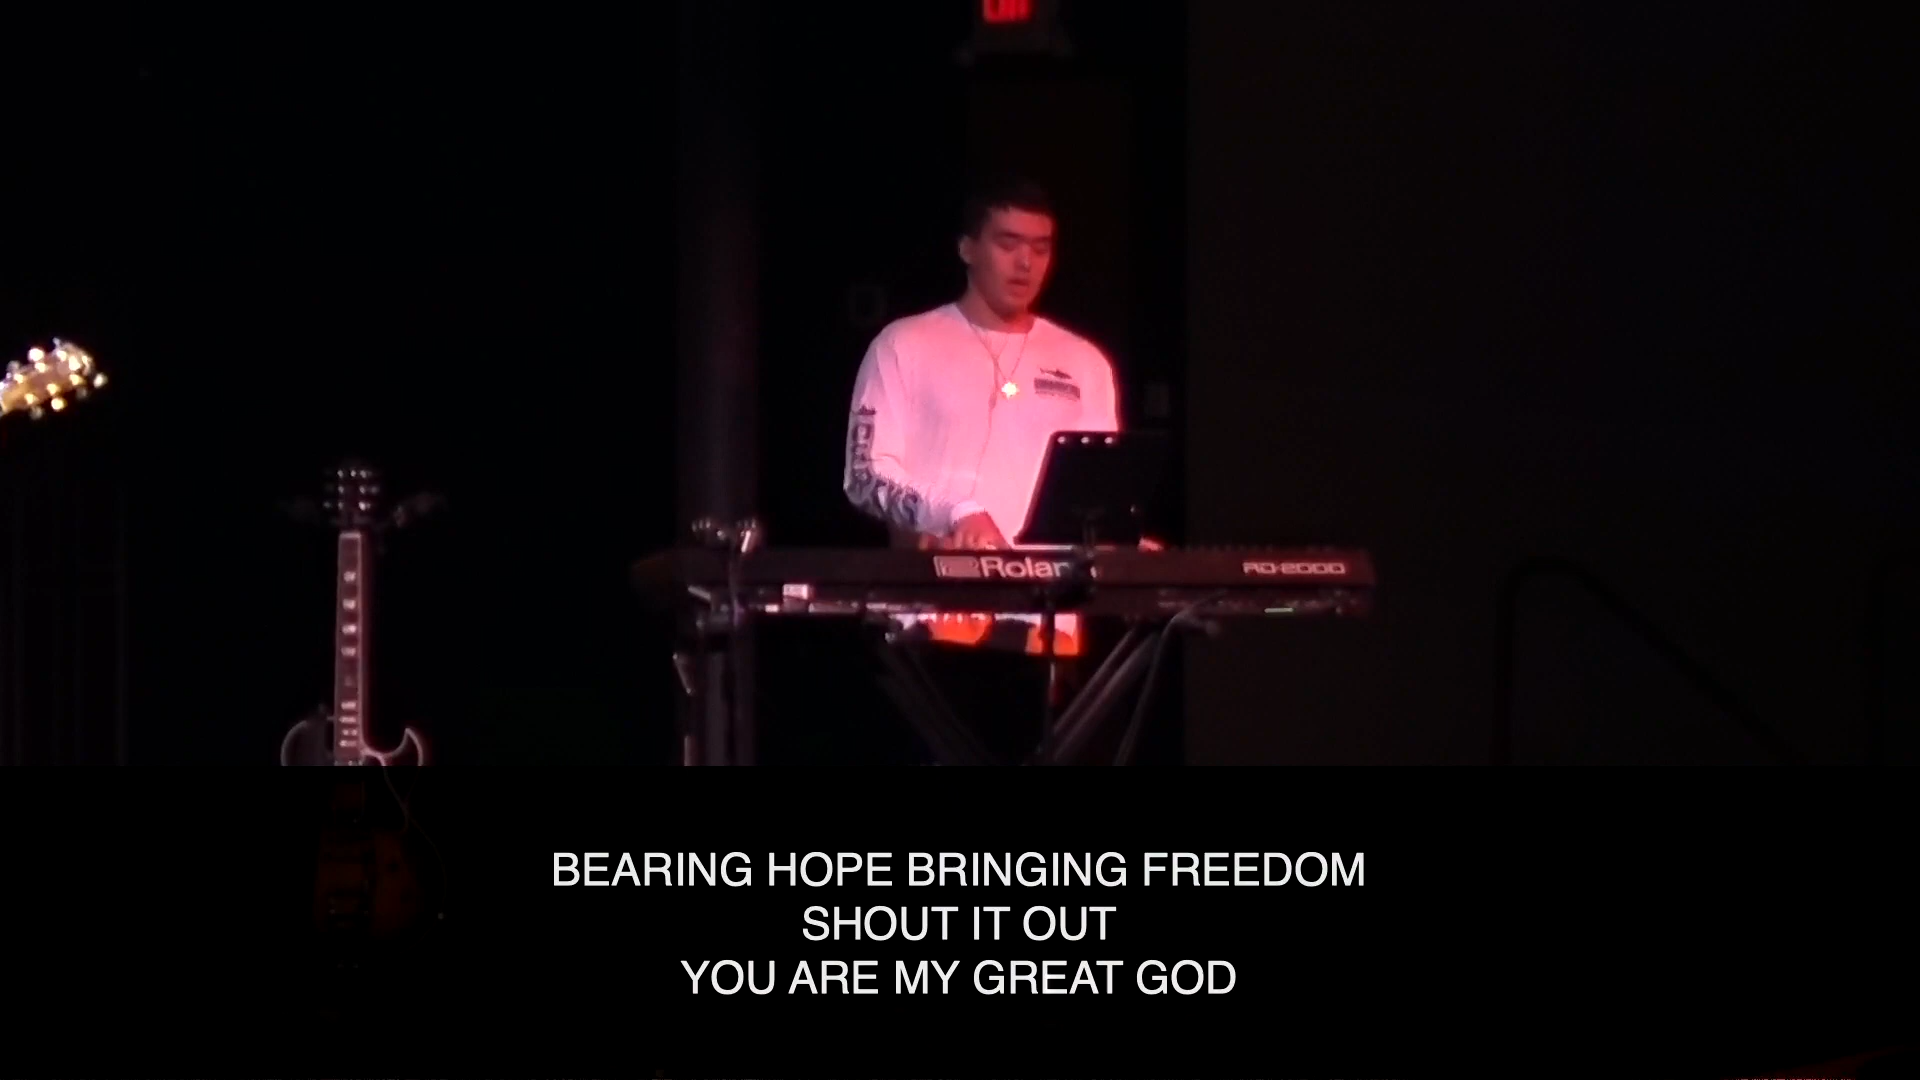 Roland
RD-2000
BEARING HOPE BRINGING FREEDOM
SHOUT IT OUT
YOU ARE MY GREAT GOD